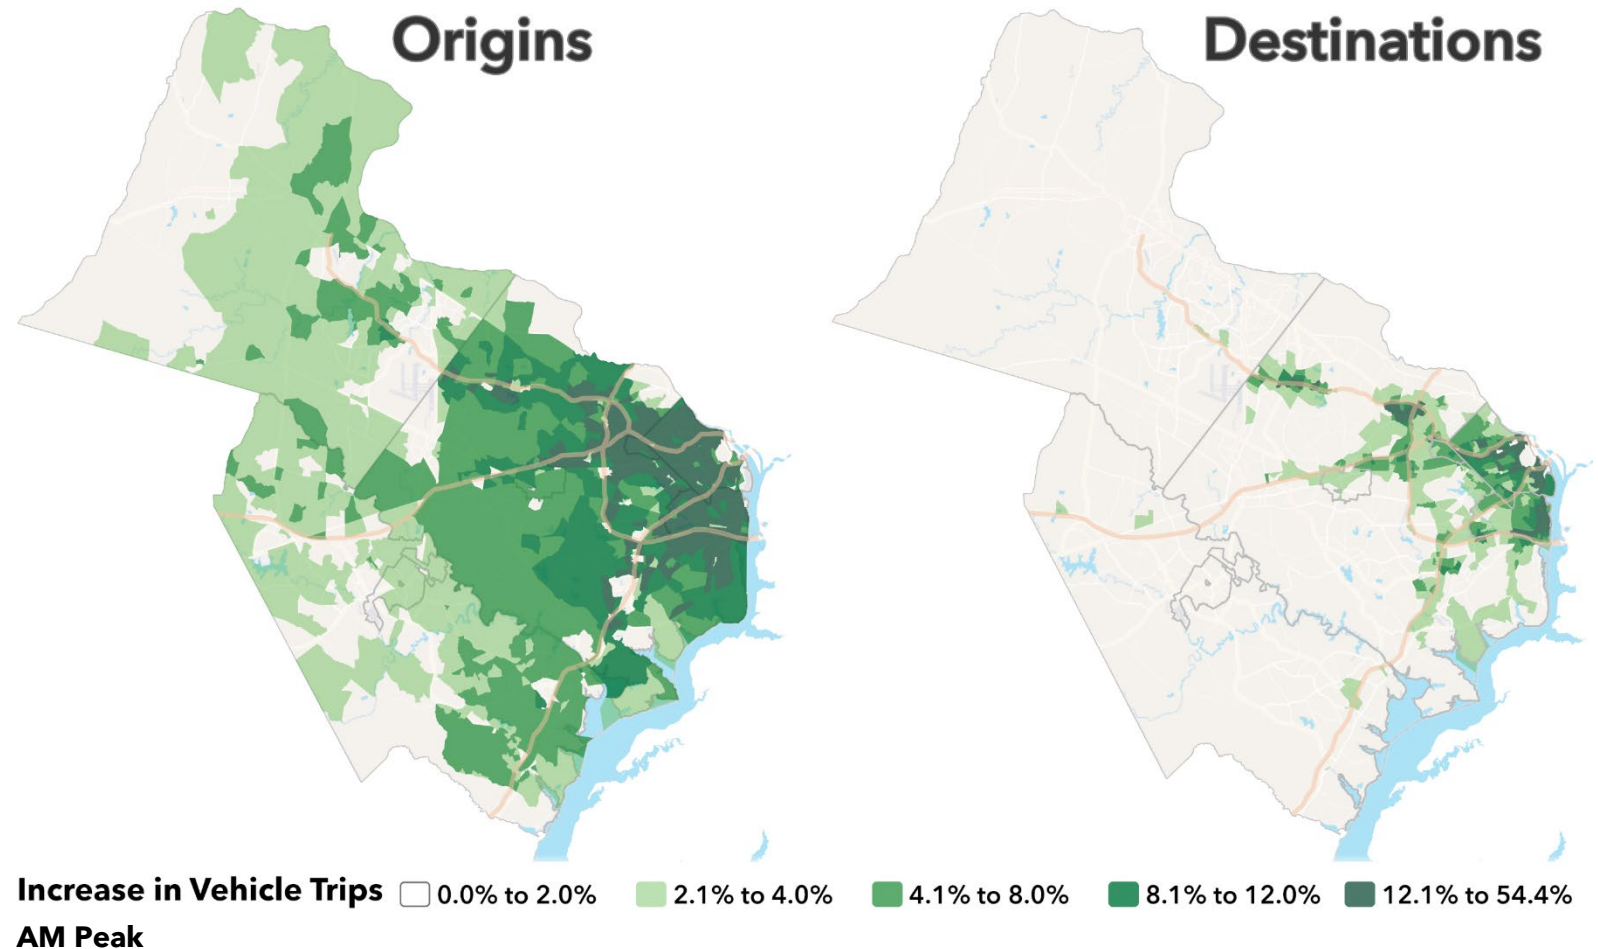 Origins
Destinations
Increase in Vehicle Trips
0.0% to 2.0%
2.1% to 4.0%
4.1% to 8.0%
8.1% to 12.0%
12.1% to 54.4%
AM Peak